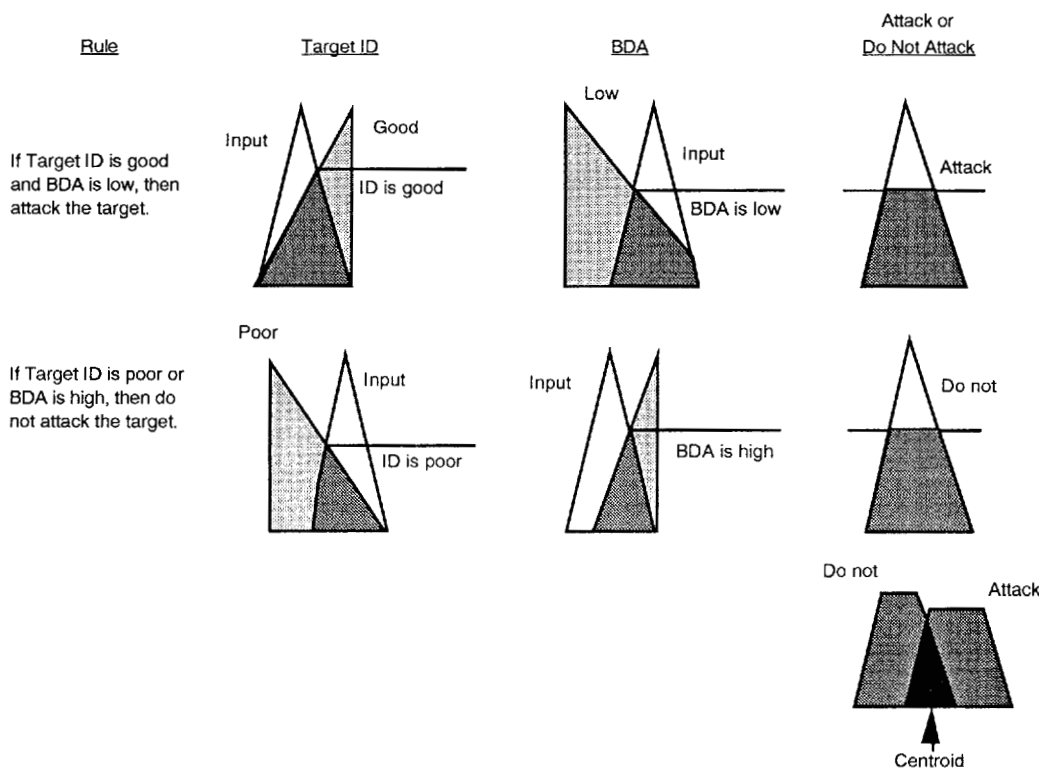 Rule
Target ID
BDA
Attack or
Do Not Attack
If Target ID is good
and BDA is low, then
attack the target.
Input
Good
ID is good
Low
Input
BDA is low
Attack
If Target ID is poor or
BDA is high, then do
not attack the target.
Poor
Input
ID is poor
Input
BDA is high
Do not
Do not
Attack
Centroid